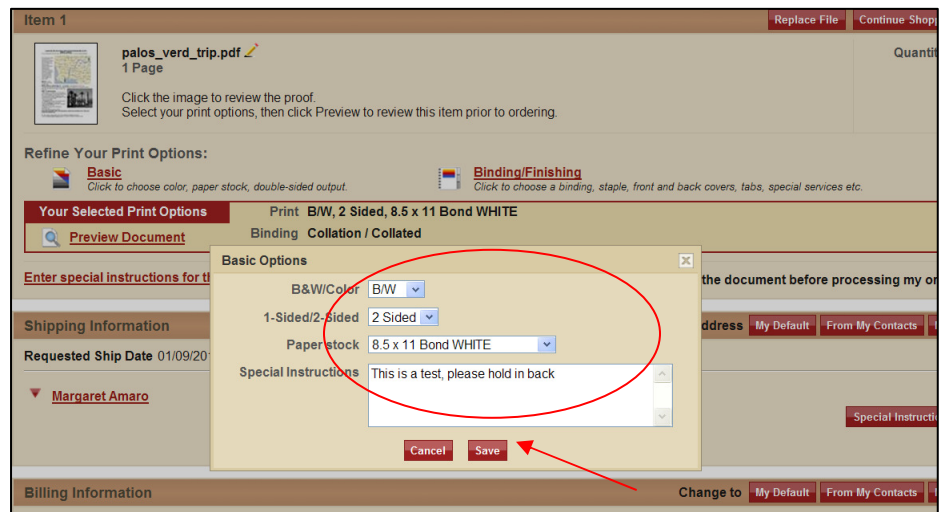 Item 1 Replace File Continue Shop
palos_verd_trip.pdf
1 Page
Quantit
Click the image to review the proof.
Select your print options, then click Preview to review this item prior to ordering.
Refine Your Print Options:
Basic
Click to choose color, paper stock, double-sided output.
Binding/Finishing
Click to choose a binding, staple, front and back covers, tabs, special services etc.
Your Selected Print Options
Print B/W, 2 Sided, 8.5 x 11 Bond WHITE
Preview Document
Binding Collation / Collated
Enter special instructions for th
the document before processing my or
Basic Options
B&W/Color B/W
1-Sided/2-Sided 2 Sided
Paper stock 8.5 x 11 Bond WHITE
Special Instructions This is a test, please hold in back
Cancel Save
Shipping Information
ddress My Default From My Contacts
Requested Ship Date 01/09/20
Margaret Amaro
Special Instructi
Billing Information Change to My Default From My Contacts